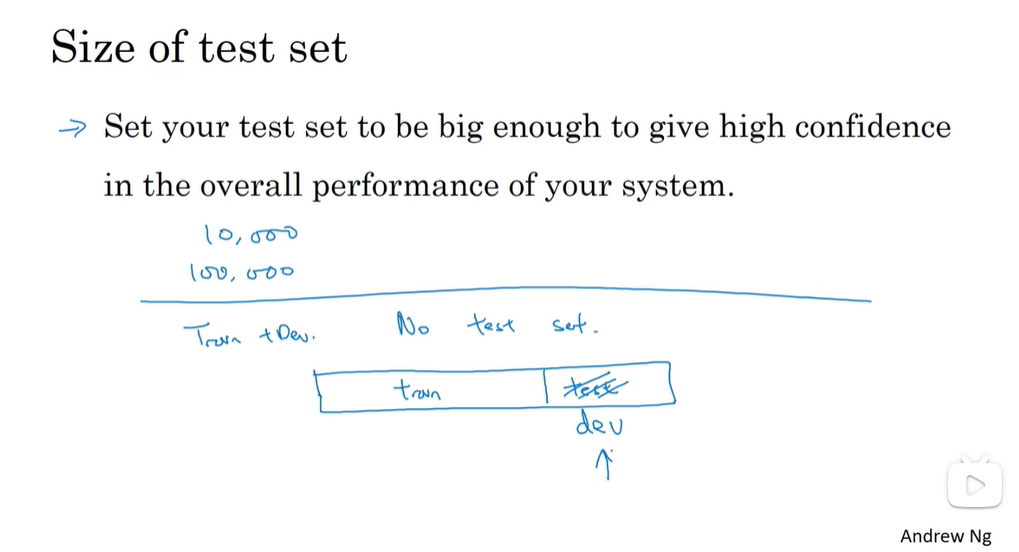 Size of test set
→ Set your test set to be big enough to give high confidence
in the overall performance of your system.
10,000
100,000
Train + Dev. No test set.
train test
dev
↑
Andrew Ng